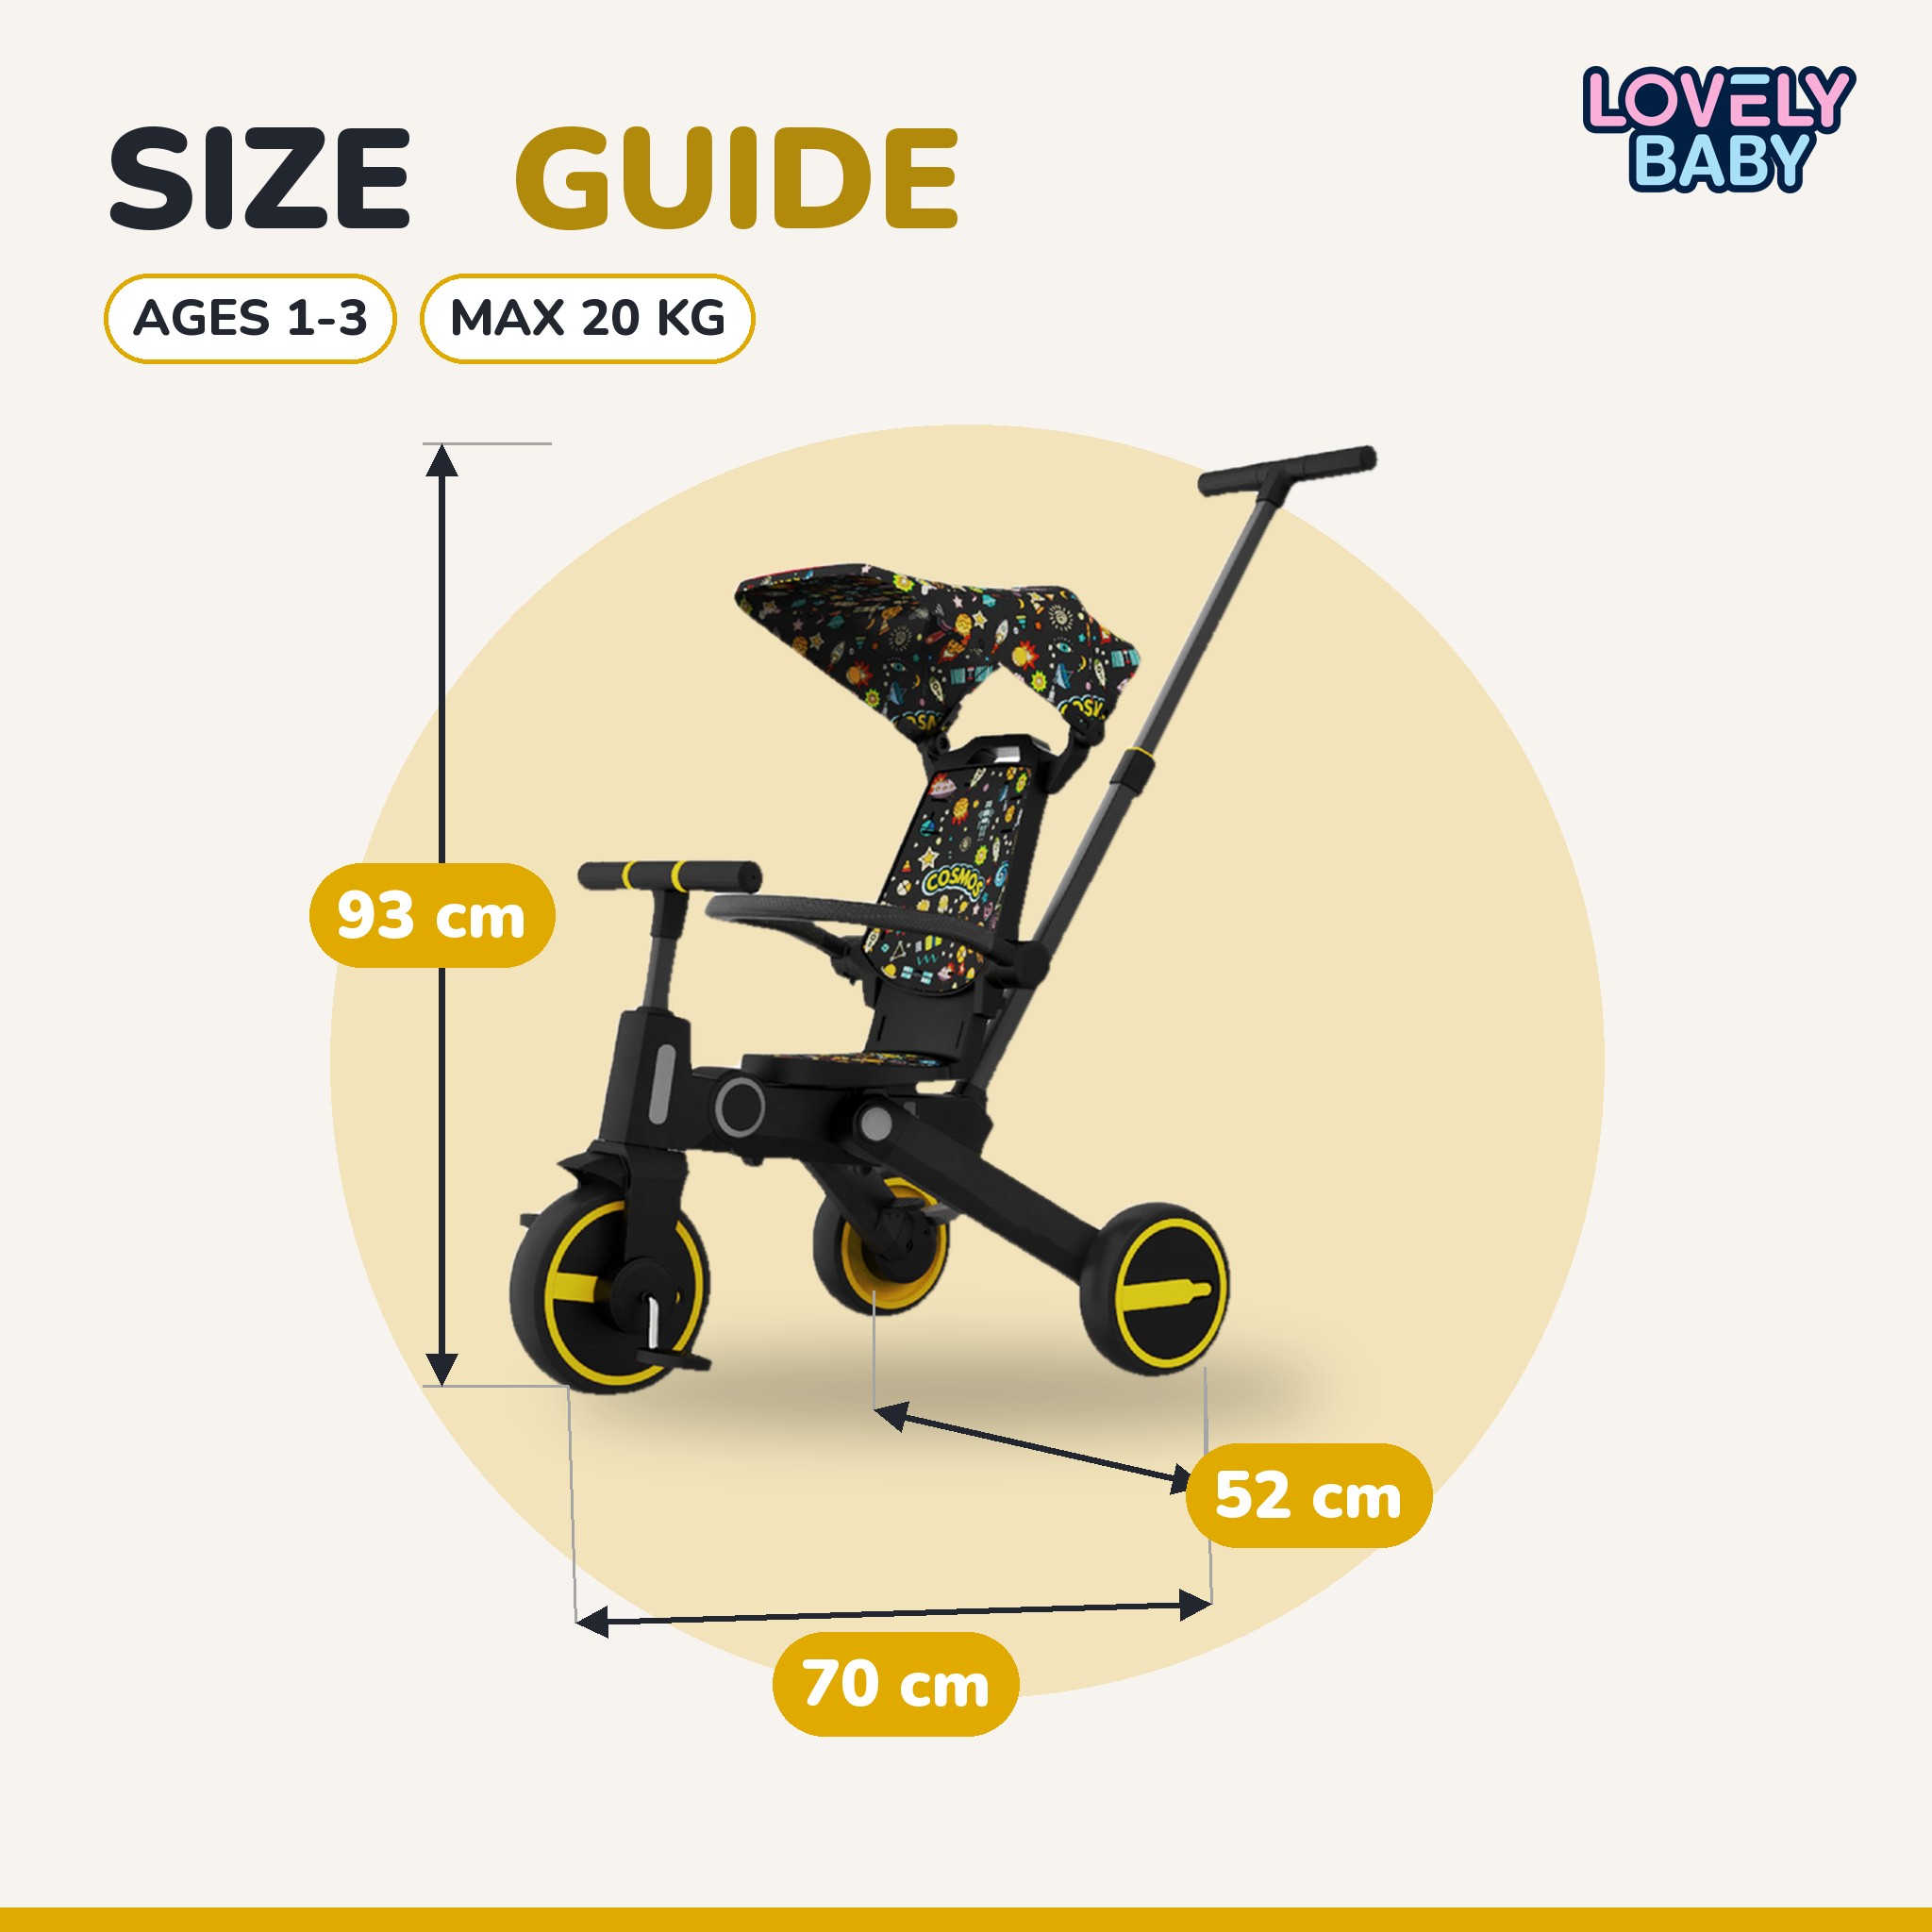 LOVELY
BABY
SIZE GUIDE
AGES 1-3
MAX 20 KG
93 cm
COSMOS
52 cm
70 cm